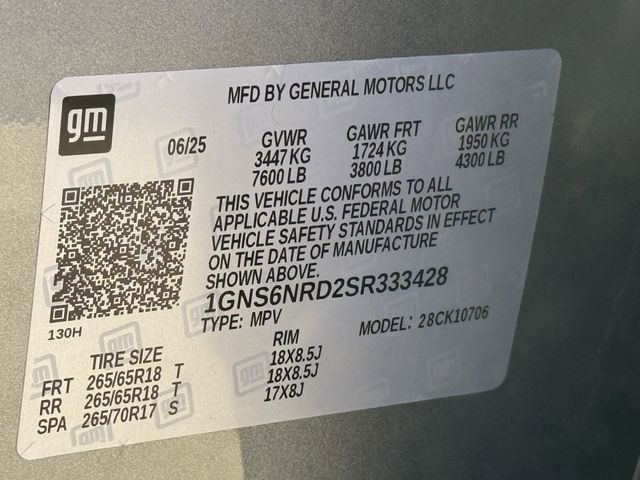 gm
MFD BY GENERAL MOTORS LLC
06/25 GVWR GAWR FRT GAWR RR
3447 KG 1724 KG 1950 KG
7600 LB 3800 LB 4300 LB
THIS VEHICLE CONFORMS TO ALL
APPLICABLE U.S. FEDERAL MOTOR
VEHICLE SAFETY STANDARDS IN EFFECT
ON THE DATE OF MANUFACTURE
SHOWN ABOVE.
1GNS6NRD2SR333428
TYPE: MPV MODEL: 28CK10706
130H
TIRE SIZE RIM
FRT 265/65R18 T 18X8.5J
RR 265/65R18 T 18X8.5J
SPA 265/70R17 S 17X8J